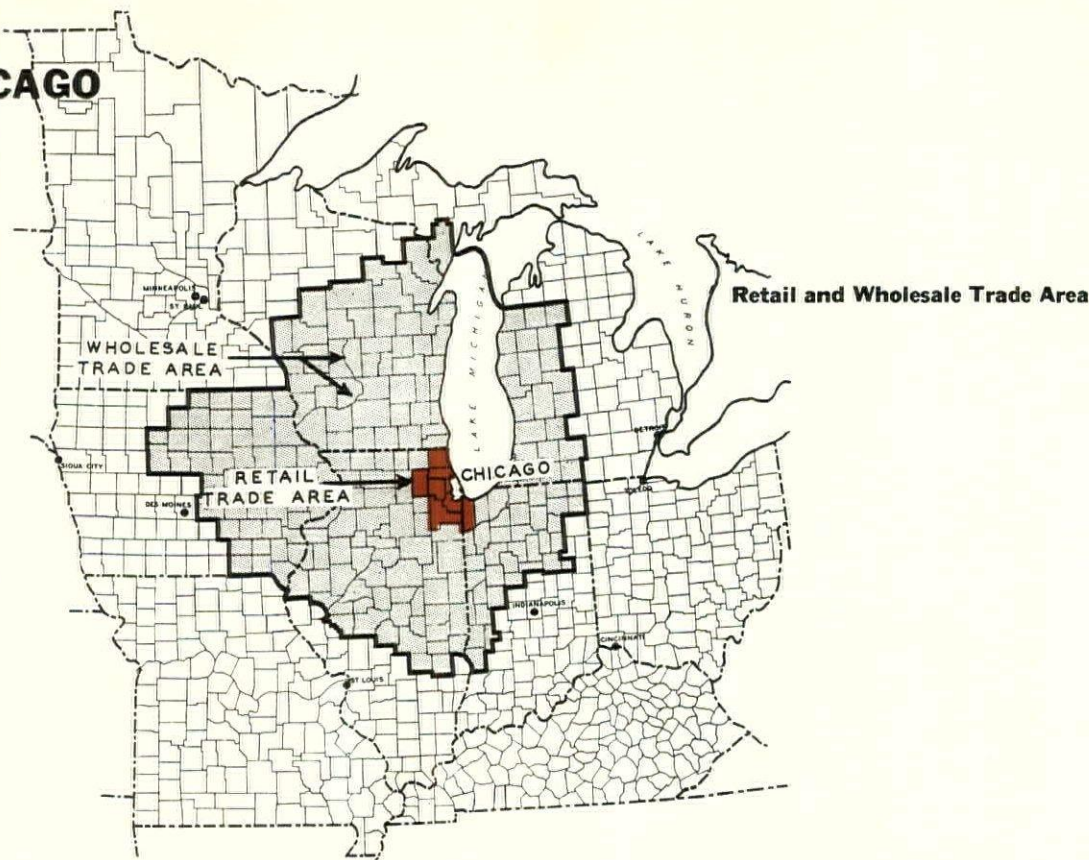 CAGO
Retail and Wholesale Trade Area
LAKE HURON
LAKE MICHIGAN
MINNEAPOLIS
ST. PAUL
WHOLESALE
TRADE AREA
DETROIT
CHICAGO
SIOUX CITY
RETAIL
TRADE AREA
TOLEDO
DES MOINES
INDIANAPOLIS
CINCINNATI
ST LOUIS